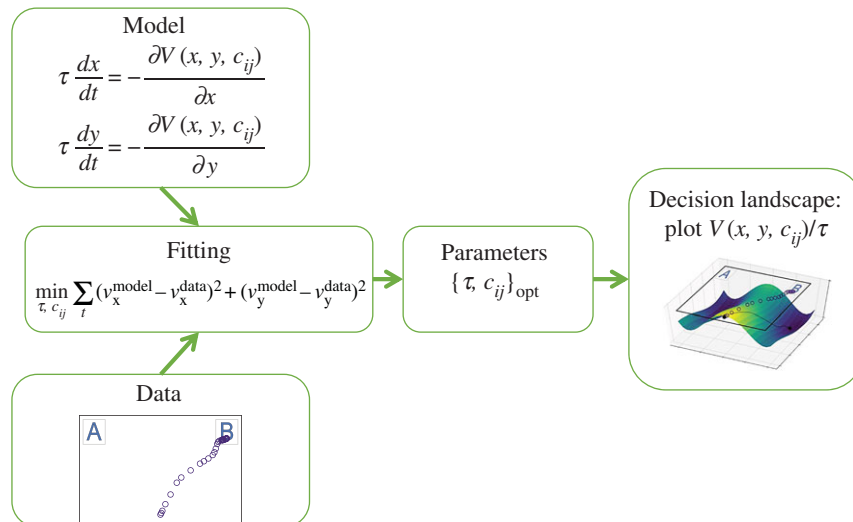 Model
τ dx/dt = − ∂V (x, y, c_ij)/∂x
τ dy/dt = − ∂V (x, y, c_ij)/∂y
Fitting
min_{τ, c_ij} ∑_t (v_x^model − v_x^data)² + (v_y^model − v_y^data)²
Parameters
{τ, c_ij}_opt
Decision landscape:
plot V (x, y, c_ij)/τ
A
B
Data
A
B